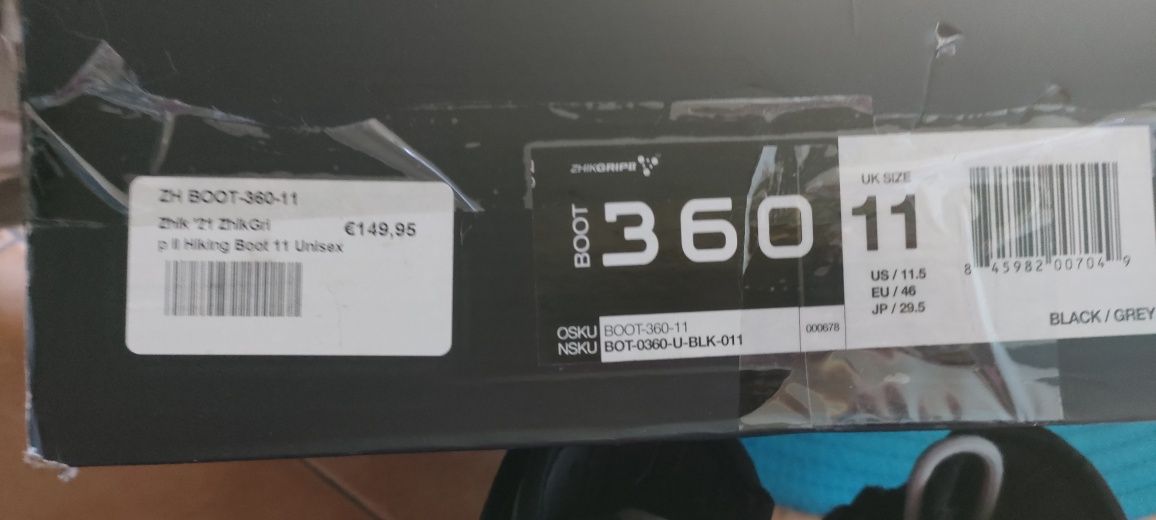 ZH BOOT-360-11
Zhik '21 ZhikGri
p II Hiking Boot 11 Unisex
€149,95
ZHIKGRIPII
BOOT
360
UK SIZE
11
US / 11.5
EU / 46
JP / 29.5
8 45982 00704 9
BLACK / GREY
OSKU BOOT-360-11
NSKU BOT-0360-U-BLK-011
000678